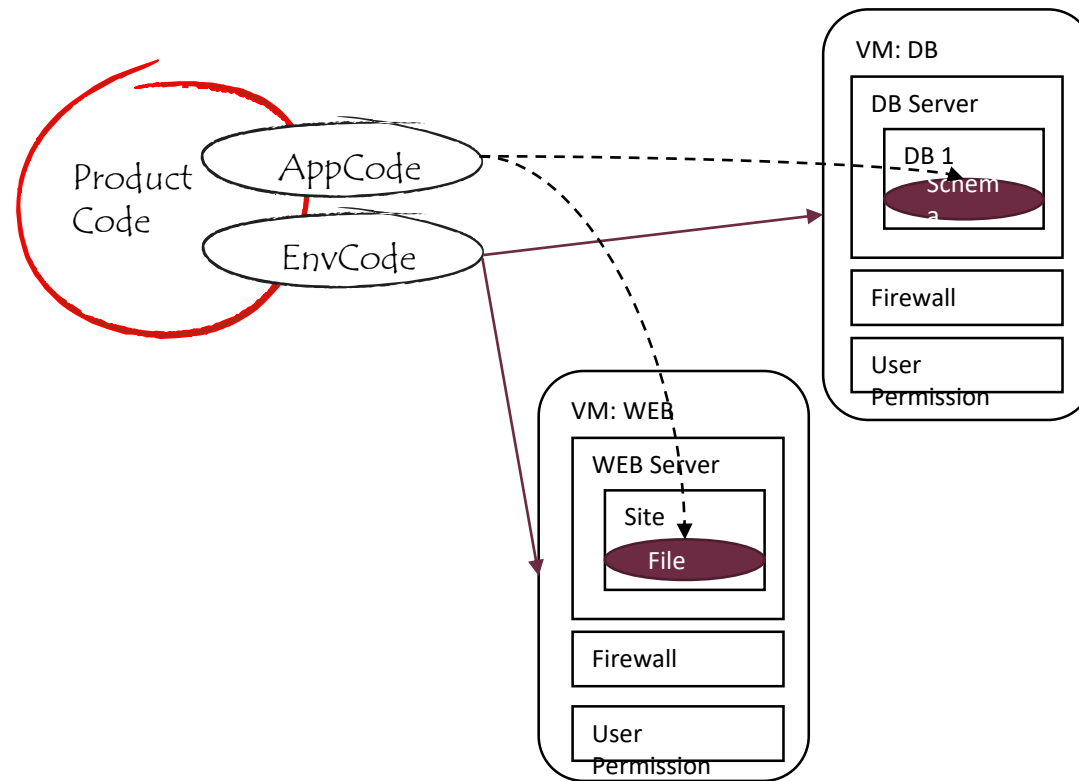 Product
Code
AppCode
EnvCode
VM: DB
DB Server
DB 1
Schem
a
Firewall
User
Permission
VM: WEB
WEB Server
Site
File
Firewall
User
Permission